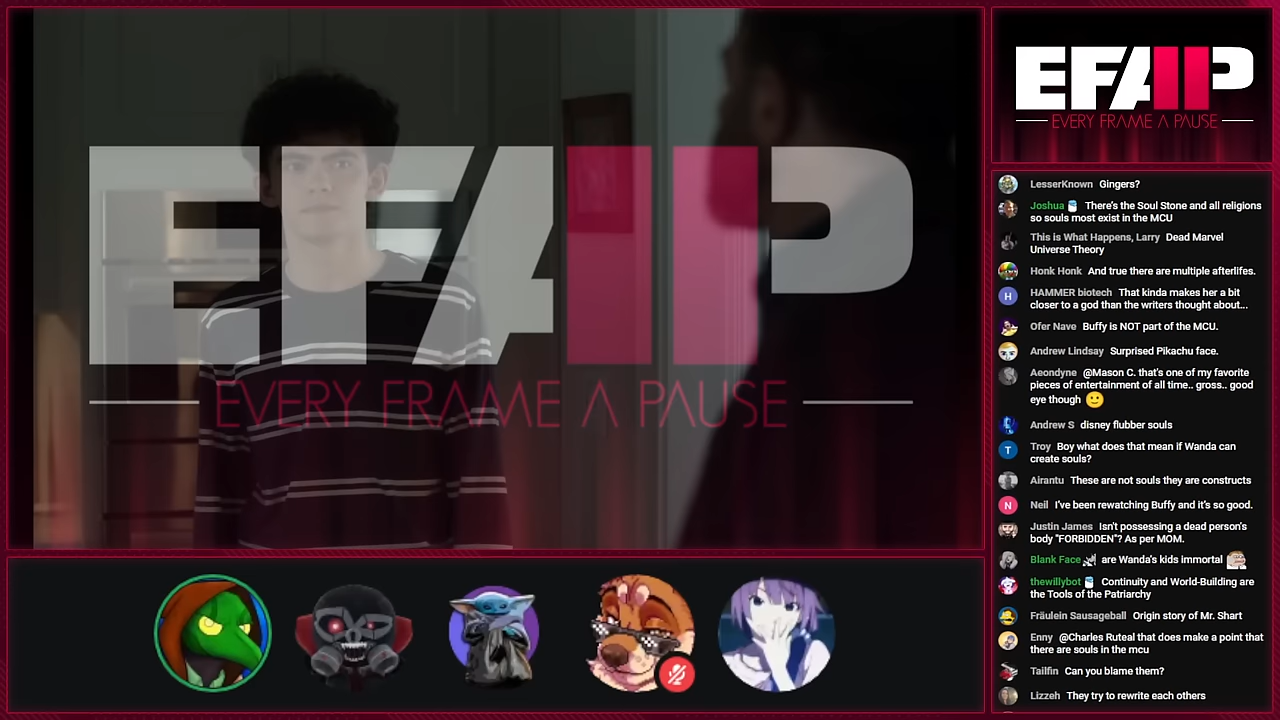 EFAP
EVERY FRAME A PAUSE
EFAP
EVERY FRAME A PAUSE
LesserKnown Gingers?
Joshua There's the Soul Stone and all religions
so souls most exist in the MCU
This is What Happens, Larry Dead Marvel
Universe Theory
Honk Honk And true there are multiple afterlifes.
H
HAMMER biotech That kinda makes her a bit
closer to a god than the writers thought about...
Ofer Nave Buffy is NOT part of the MCU.
Andrew Lindsay Surprised Pikachu face.
Aeondyne @Mason C. that's one of my favorite
pieces of entertainment of all time.. gross.. good
eye though 🙂
Andrew S disney flubber souls
T
Troy Boy what does that mean if Wanda can
create souls?
Airantu These are not souls they are constructs
N
Neil I've been rewatching Buffy and it's so good.
Justin James Isn't possessing a dead person's
body "FORBIDDEN"? As per MOM.
Blank Face are Wanda's kids immortal
thewillybot Continuity and World-Building are
the Tools of the Patriarchy
Fräulein Sausageball Origin story of Mr. Shart
Enny @Charles Ruteal that does make a point that
there are souls in the mcu
Tailfin Can you blame them?
Lizzeh They try to rewrite each others